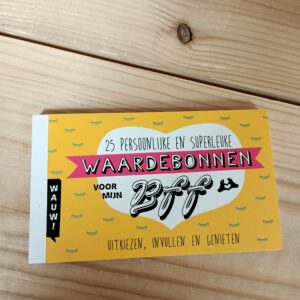 25 PERSOONLIJKE EN SUPERLEUKE
WAARDEBONNEN
VOOR MIJN
Bff
WAUW!
UITKIEZEN, INVULLEN EN GENIETEN